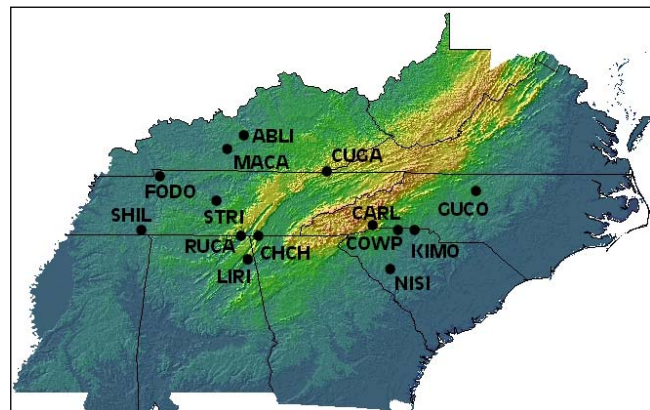 ABLI
MACA
CUGA
FODO
GUCO
STRI
SHIL
CARL
RUCA
CHCH
COWP
KIMO
LIRI
NISI